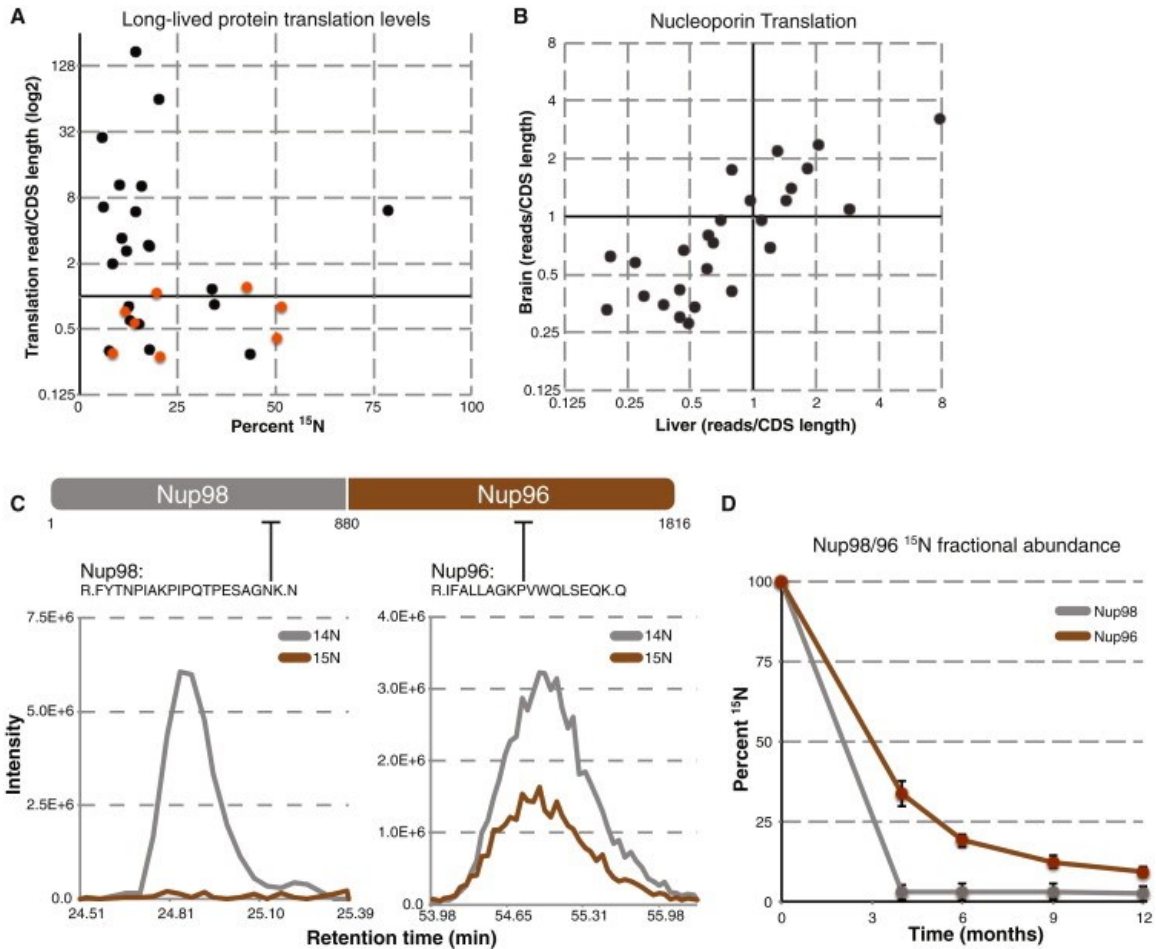 A
Long-lived protein translation levels
Translation read/CDS length (log2)
128
32
8
2
0.5
0.125
0
25
50
75
100
Percent ¹⁵N
B
Nucleoporin Translation
Brain (reads/CDS length)
8
4
2
1
0.5
0.25
0.125
0.125
0.25
0.5
1
2
4
8
Liver (reads/CDS length)
C
Nup98
Nup96
1
880
1816
Nup98:
R.FYTNPIAKPIPQTPESAGNK.N
Nup96:
R.IFALLAGKPVWQLSEQK.Q
Intensity
7.5E+6
5.0E+6
2.5E+6
0.0
14N
15N
24.51
24.81
25.10
25.39
4.0E+6
3.0E+6
2.0E+6
1.0E+6
0.0
14N
15N
53.98
54.65
55.31
55.98
Retention time (min)
D
Nup98/96 ¹⁵N fractional abundance
Percent ¹⁵N
100
75
50
25
0
Nup98
Nup96
0
3
6
9
12
Time (months)